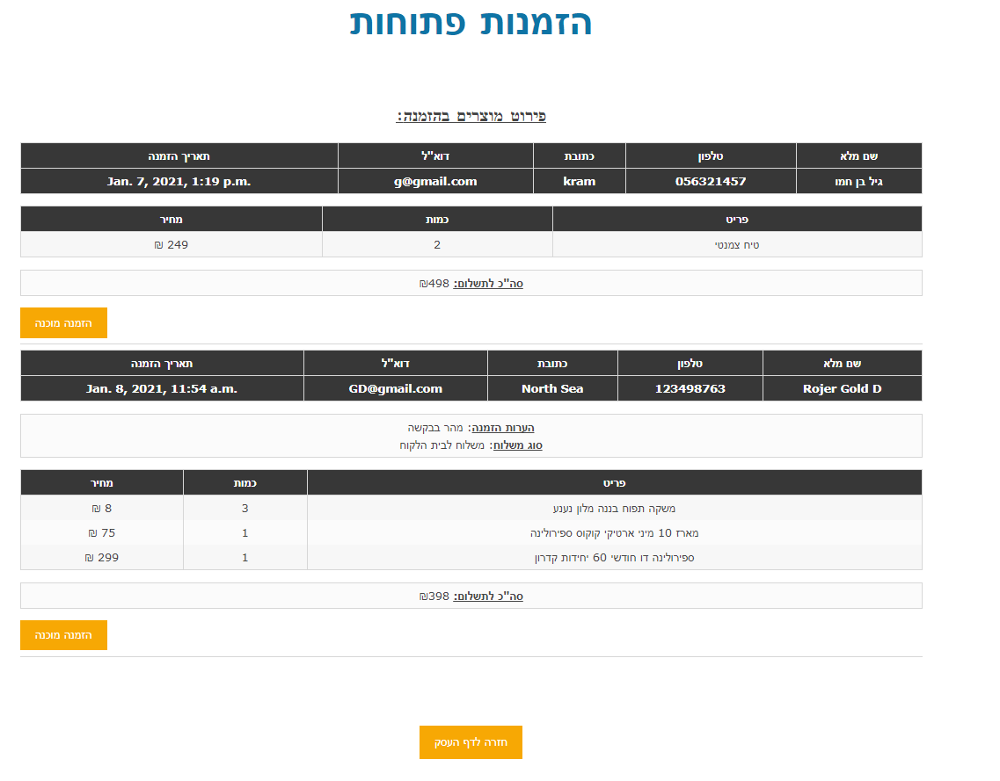 הזמנות פתוחות
פירוט מוצרים בהזמנה:
שם מלא טלפון כתובת דוא"ל תאריך הזמנה
גיל בן חמו 056321457 kram g@gmail.com Jan. 7, 2021, 1:19 p.m.
פריט כמות מחיר
טיח צמנטי 2 249 ₪
סה"כ לתשלום: 498₪
הזמנה מוכנה
שם מלא טלפון כתובת דוא"ל תאריך הזמנה
Rojer Gold D 123498763 North Sea GD@gmail.com Jan. 8, 2021, 11:54 a.m.
הערות הזמנה: מהר בבקשה
סוג משלוח: משלוח לבית הלקוח
פריט כמות מחיר
משקה תפוח בננה מלון נענע 3 8 ₪
מארז 10 מיני ארטיקי קוקוס ספירולינה 1 75 ₪
ספירולינה דו חודשי 60 יחידות קדרון 1 299 ₪
סה"כ לתשלום: 398₪
הזמנה מוכנה
חזרה לדף העסק